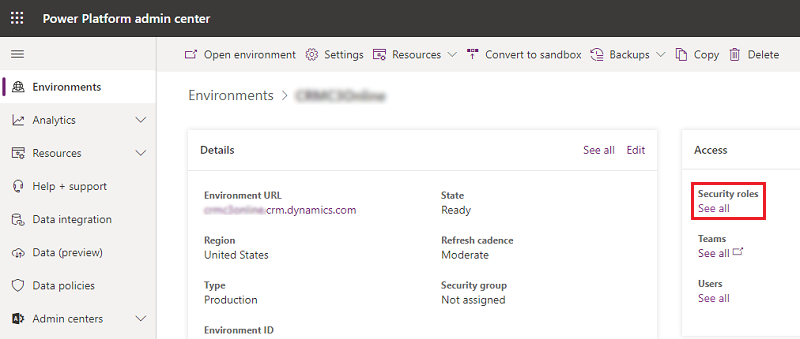 Power Platform admin center
Open environment Settings Resources Convert to sandbox Backups Copy Delete
Environments
Analytics
Resources
Help + support
Data integration
Data (preview)
Data policies
Admin centers
Environments >
Details See all Edit
Environment URL
.crm.dynamics.com
State
Ready
Region
United States
Refresh cadence
Moderate
Type
Production
Security group
Not assigned
Environment ID
Access
Security roles
See all
Teams
See all
Users
See all